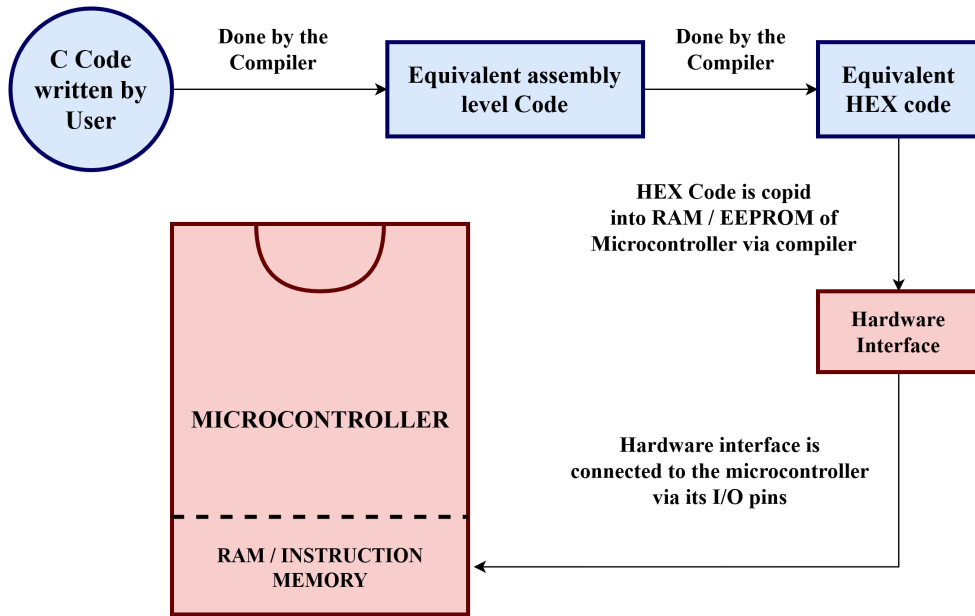 C Code
written by
User
Done by the
Compiler
Equivalent assembly
level Code
Done by the
Compiler
Equivalent
HEX code
HEX Code is copid
into RAM / EEPROM of
Microcontroller via compiler
Hardware
Interface
Hardware interface is
connected to the microcontroller
via its I/O pins
MICROCONTROLLER
RAM / INSTRUCTION
MEMORY